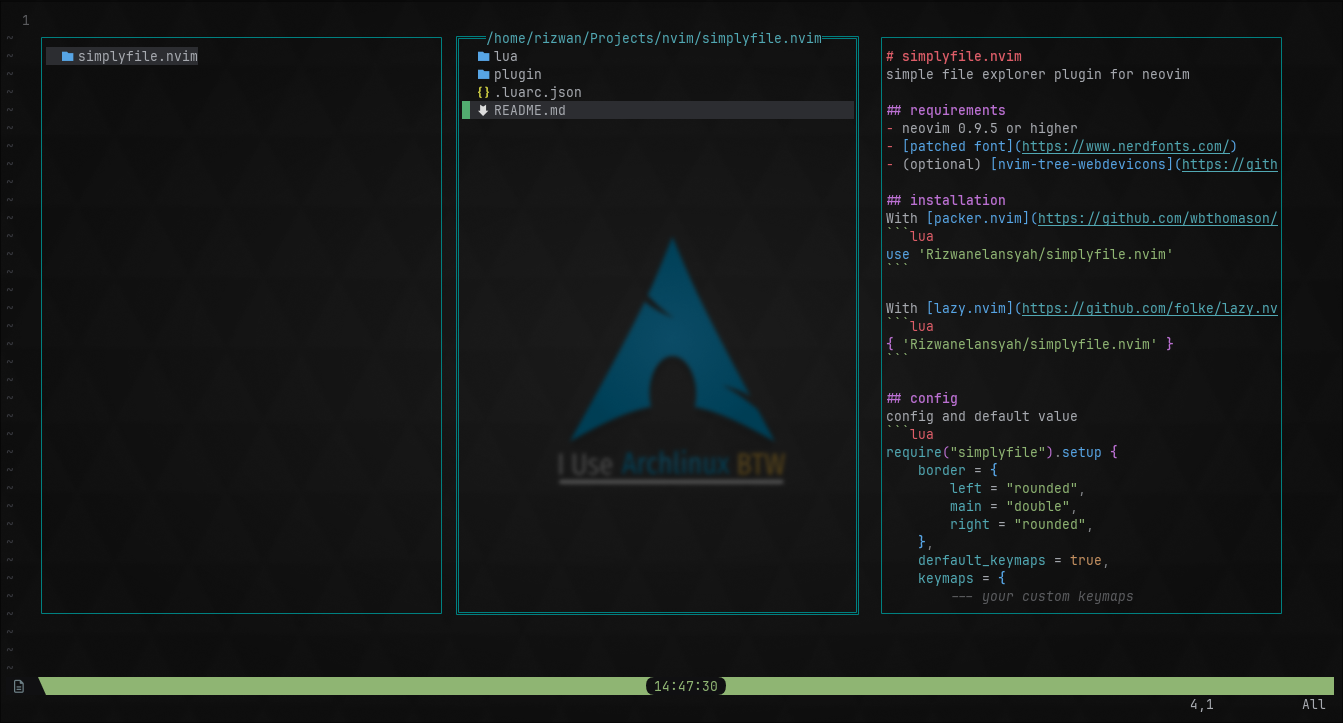 1
simplyfile.nvim
/home/rizwan/Projects/nvim/simplyfile.nvim
lua
plugin
{} .luarc.json
README.md
I Use Archlinux BTW
# simplyfile.nvim
simple file explorer plugin for neovim
## requirements
- neovim 0.9.5 or higher
- [patched font](https://www.nerdfonts.com/)
- (optional) [nvim-tree-webdevicons](https://gith
## installation
With [packer.nvim](https://github.com/wbthomason/
```lua
use 'Rizwanelansyah/simplyfile.nvim'
```
With [lazy.nvim](https://github.com/folke/lazy.nv
```lua
{ 'Rizwanelansyah/simplyfile.nvim' }
```
## config
config and default value
```lua
require("simplyfile").setup {
border = {
left = "rounded",
main = "double",
right = "rounded",
},
derfault_keymaps = true,
keymaps = {
--- your custom keymaps
14:47:30
4,1 All